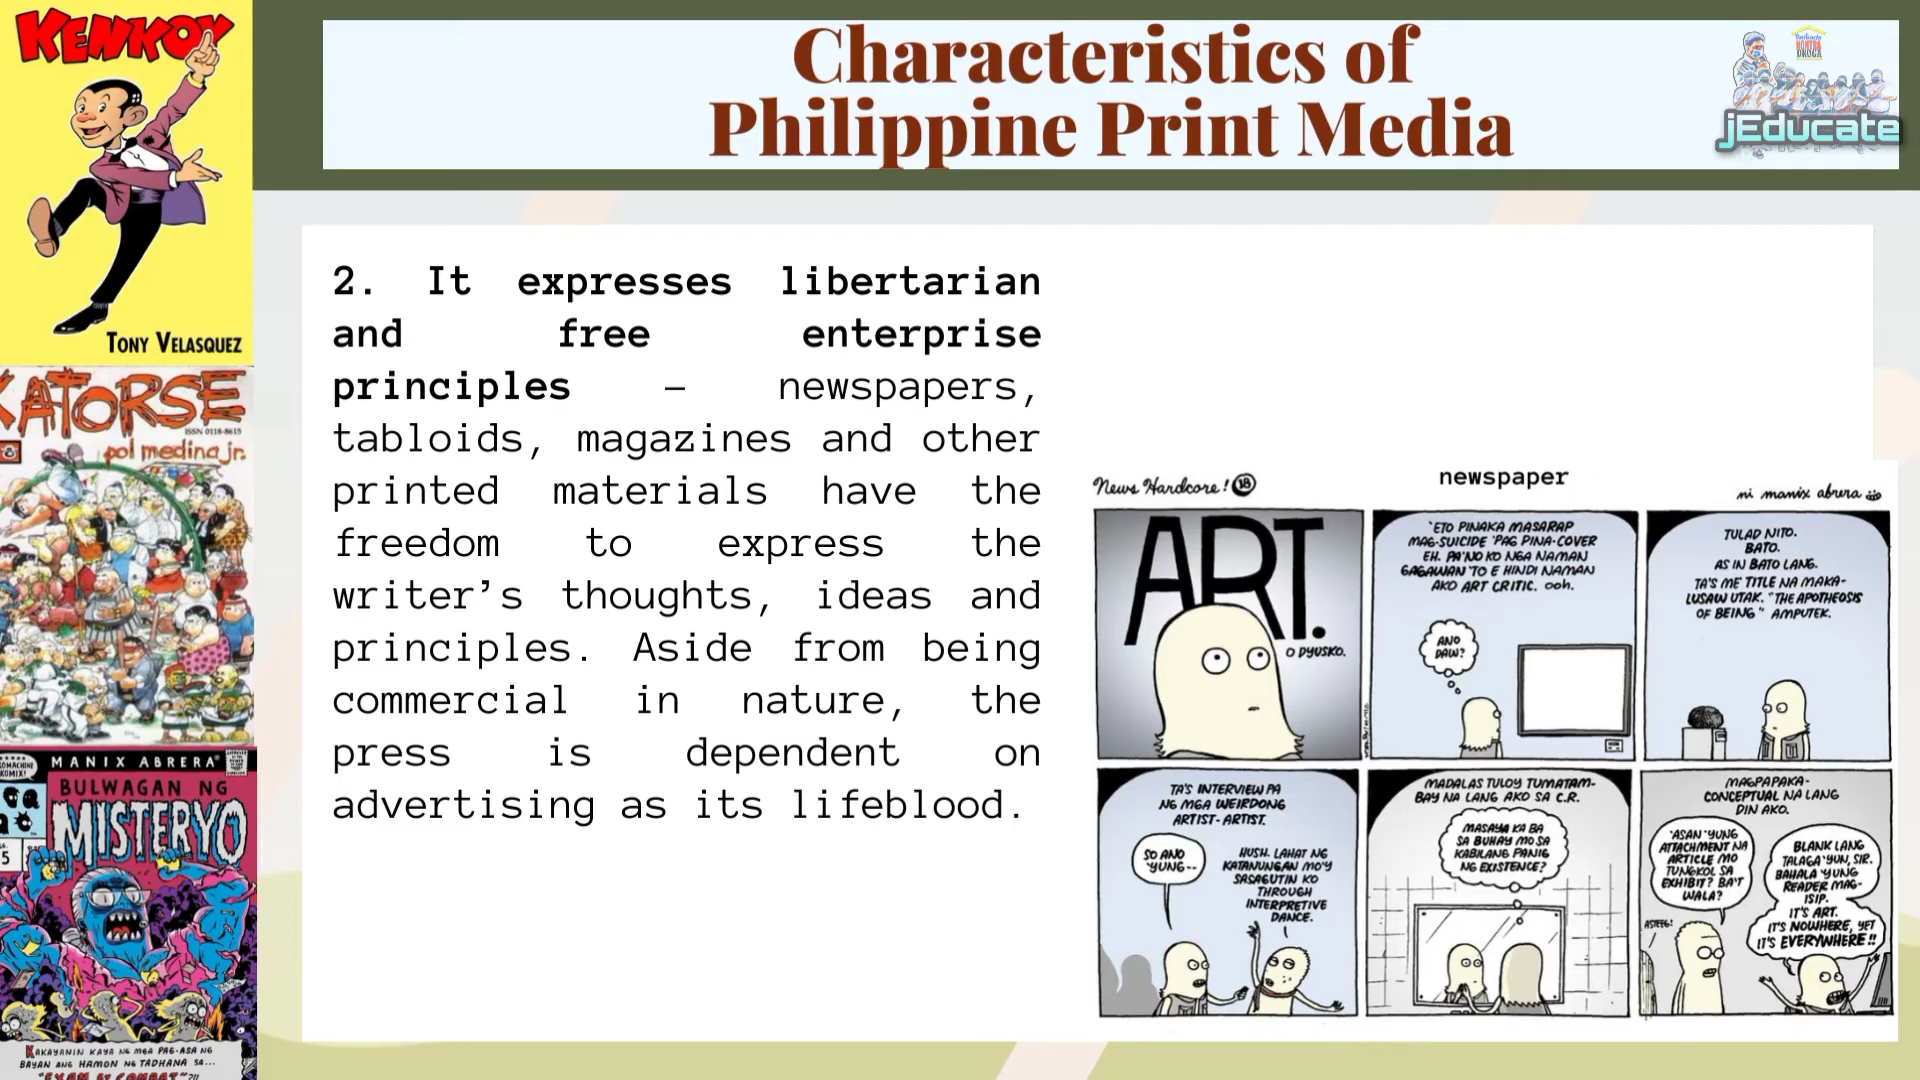 KENKOY
TONY VELASQUEZ
KATORSE
ISSN 0118-8615
pol medina jr.
MANIX ABRERA
BULWAGAN NG
MISTERYO
KAKAYANIN KAYA NG MGA PAG-ASA NG
BAYAN ANG HAMON NG TADHANA SA...
"EXAM BY COMBAT"?!!
Characteristics of
Philippine Print Media
Barkada
KONTRA
DROGA
jEducate
2. It expresses libertarian
and free enterprise
principles – newspapers,
tabloids, magazines and other
printed materials have the
freedom to express the
writer’s thoughts, ideas and
principles. Aside from being
commercial in nature, the
press is dependent on
advertising as its lifeblood.
newspaper
News Hardcore! 18
ni manix abrera
ART.
O DYUSKO.
'ETO PINAKA MASARAP
MAG-SUICIDE 'PAG PINA-COVER
EH. PA'NO KO NGA NAMAN
GAGAWAN 'TO E HINDI NAMAN
AKO ART CRITIC. ooh.
ANO
DAW?
TULAD NITO.
BATO.
AS IN BATO LANG.
TA'S ME TITLE NA MAKA-
LUSAW UTAK. "THE APOTHEOSIS
OF BEING" AMPUTEK.
TA'S INTERVIEW PA
NG MGA WEIRDONG
ARTIST-ARTIST.
SO ANO
'YUNG--
HUSH. LAHAT NG
KATANUNGAN MO'Y
SASAGUTIN KO
THROUGH
INTERPRETIVE
DANCE.
MADALAS TULOY TUMATAM-
BAY NA LANG AKO SA C.R.
MASAYA KA BA
SA BUHAY MO SA
KABILANG PANIG
NG EXISTENCE?
MAGPAPAKA-
CONCEPTUAL NA LANG
DIN AKO.
'ASAN 'YUNG
ATTACHMENT NA
ARTICLE MO
TUNGKOL SA
EXHIBIT? BA'T
WALA?
ASTEEG!
BLANK LANG
TALAGA 'YUN, SIR.
BAHALA 'YUNG
READER MAG-
ISIP.
IT'S ART.
IT'S NOWHERE, YET
IT'S EVERYWHERE!!